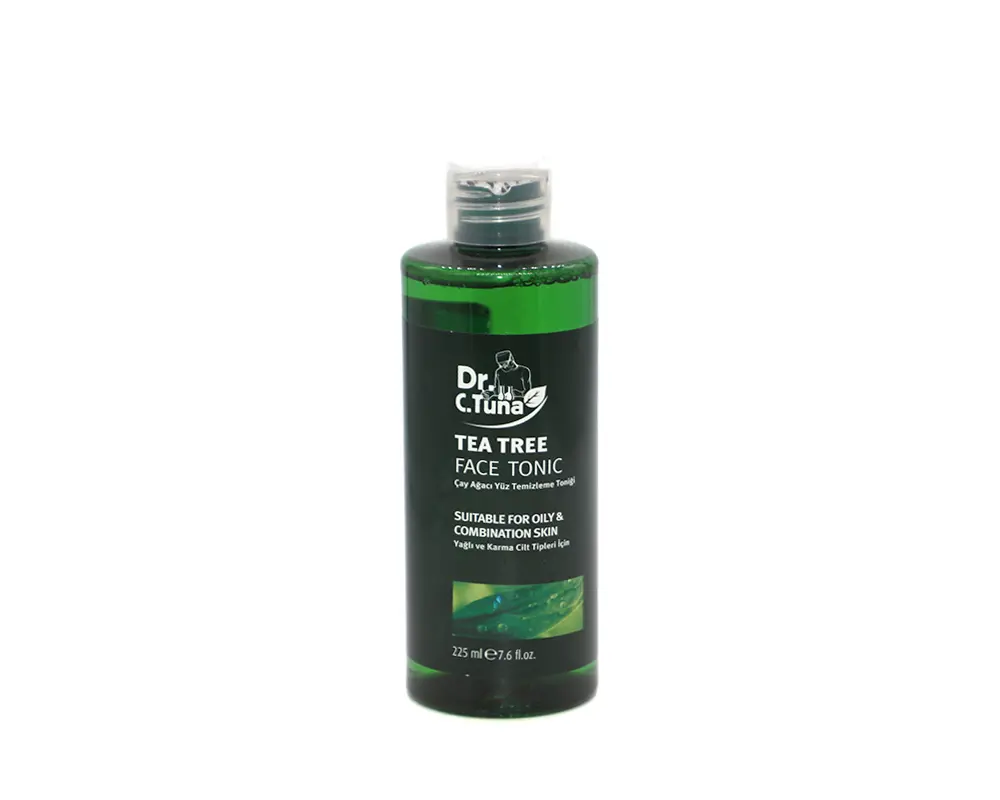 Dr.
C.Tuna
TEA TREE
FACE TONIC
Çay Ağacı Yüz Temizleme Toniği
SUITABLE FOR OILY &
COMBINATION SKIN
Yağlı ve Karma Cilt Tipleri İçin
225 ml ℮ 7.6 fl.oz.